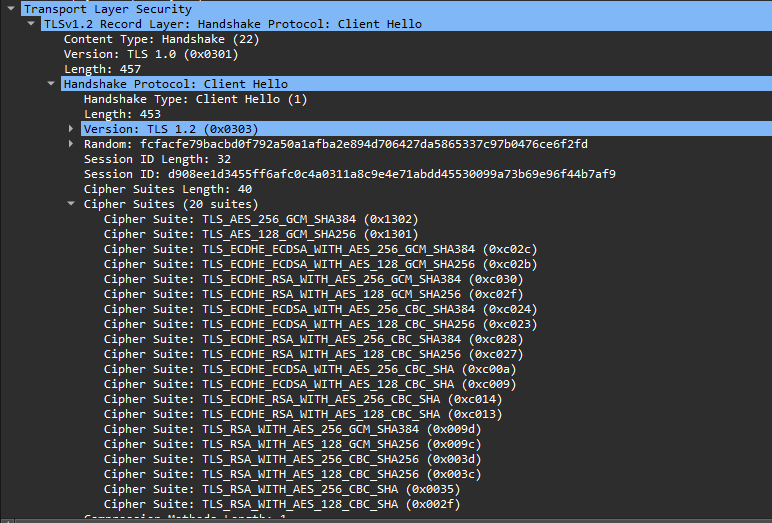 Transport Layer Security
TLSv1.2 Record Layer: Handshake Protocol: Client Hello
Content Type: Handshake (22)
Version: TLS 1.0 (0x0301)
Length: 457
Handshake Protocol: Client Hello
Handshake Type: Client Hello (1)
Length: 453
Version: TLS 1.2 (0x0303)
Random: fcfacfe79bacbd0f792a50a1afba2e894d706427da5865337c97b0476ce6f2fd
Session ID Length: 32
Session ID: d908ee1d3455ff6afc0c4a0311a8c9e4e71abdd45530099a73b69e96f44b7af9
Cipher Suites Length: 40
Cipher Suites (20 suites)
Cipher Suite: TLS_AES_256_GCM_SHA384 (0x1302)
Cipher Suite: TLS_AES_128_GCM_SHA256 (0x1301)
Cipher Suite: TLS_ECDHE_ECDSA_WITH_AES_256_GCM_SHA384 (0xc02c)
Cipher Suite: TLS_ECDHE_ECDSA_WITH_AES_128_GCM_SHA256 (0xc02b)
Cipher Suite: TLS_ECDHE_RSA_WITH_AES_256_GCM_SHA384 (0xc030)
Cipher Suite: TLS_ECDHE_RSA_WITH_AES_128_GCM_SHA256 (0xc02f)
Cipher Suite: TLS_ECDHE_ECDSA_WITH_AES_256_CBC_SHA384 (0xc024)
Cipher Suite: TLS_ECDHE_ECDSA_WITH_AES_128_CBC_SHA256 (0xc023)
Cipher Suite: TLS_ECDHE_RSA_WITH_AES_256_CBC_SHA384 (0xc028)
Cipher Suite: TLS_ECDHE_RSA_WITH_AES_128_CBC_SHA256 (0xc027)
Cipher Suite: TLS_ECDHE_ECDSA_WITH_AES_256_CBC_SHA (0xc00a)
Cipher Suite: TLS_ECDHE_ECDSA_WITH_AES_128_CBC_SHA (0xc009)
Cipher Suite: TLS_ECDHE_RSA_WITH_AES_256_CBC_SHA (0xc014)
Cipher Suite: TLS_ECDHE_RSA_WITH_AES_128_CBC_SHA (0xc013)
Cipher Suite: TLS_RSA_WITH_AES_256_GCM_SHA384 (0x009d)
Cipher Suite: TLS_RSA_WITH_AES_128_GCM_SHA256 (0x009c)
Cipher Suite: TLS_RSA_WITH_AES_256_CBC_SHA256 (0x003d)
Cipher Suite: TLS_RSA_WITH_AES_128_CBC_SHA256 (0x003c)
Cipher Suite: TLS_RSA_WITH_AES_256_CBC_SHA (0x0035)
Cipher Suite: TLS_RSA_WITH_AES_128_CBC_SHA (0x002f)
Compression Methods Length: 1